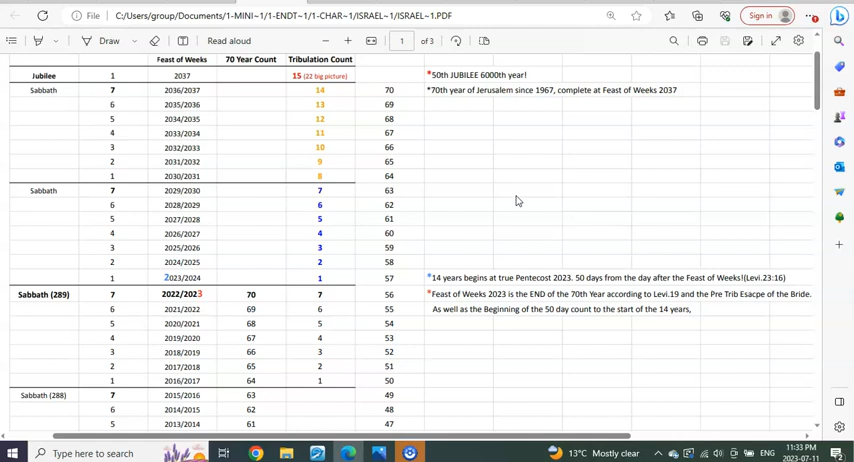 File | C:/Users/group/Documents/1-MINI~1/1-ENDT~1/1-CHAR~1/ISRAEL~1/ISRAEL~1.PDF
Sign in
Draw Read aloud 1 of 3
Feast of Weeks 70 Year Count Tribulation Count
Jubilee 1 2037 15 (22 big picture) *50th JUBILEE 6000th year!
Sabbath 7 2036/2037 14 70 *70th year of Jerusalem since 1967, complete at Feast of Weeks 2037
6 2035/2036 13 69
5 2034/2035 12 68
4 2033/2034 11 67
3 2032/2033 10 66
2 2031/2032 9 65
1 2030/2031 8 64
Sabbath 7 2029/2030 7 63
6 2028/2029 6 62
5 2027/2028 5 61
4 2026/2027 4 60
3 2025/2026 3 59
2 2024/2025 2 58
1 2023/2024 1 57 *14 years begins at true Pentecost 2023. 50 days from the day after the Feast of Weeks!(Levi.23:16)
Sabbath (289) 7 2022/2023 70 7 56 *Feast of Weeks 2023 is the END of the 70th Year according to Levi.19 and the Pre Trib Esacpe of the Bride.
6 2021/2022 69 6 55 As well as the Beginning of the 50 day count to the start of the 14 years,
5 2020/2021 68 5 54
4 2019/2020 67 4 53
3 2018/2019 66 3 52
2 2017/2018 65 2 51
1 2016/2017 64 1 50
Sabbath (288) 7 2015/2016 63 49
6 2014/2015 62 48
5 2013/2014 61 47
Type here to search
13°C Mostly clear
ENG
11:33 PM
2023-07-11
2